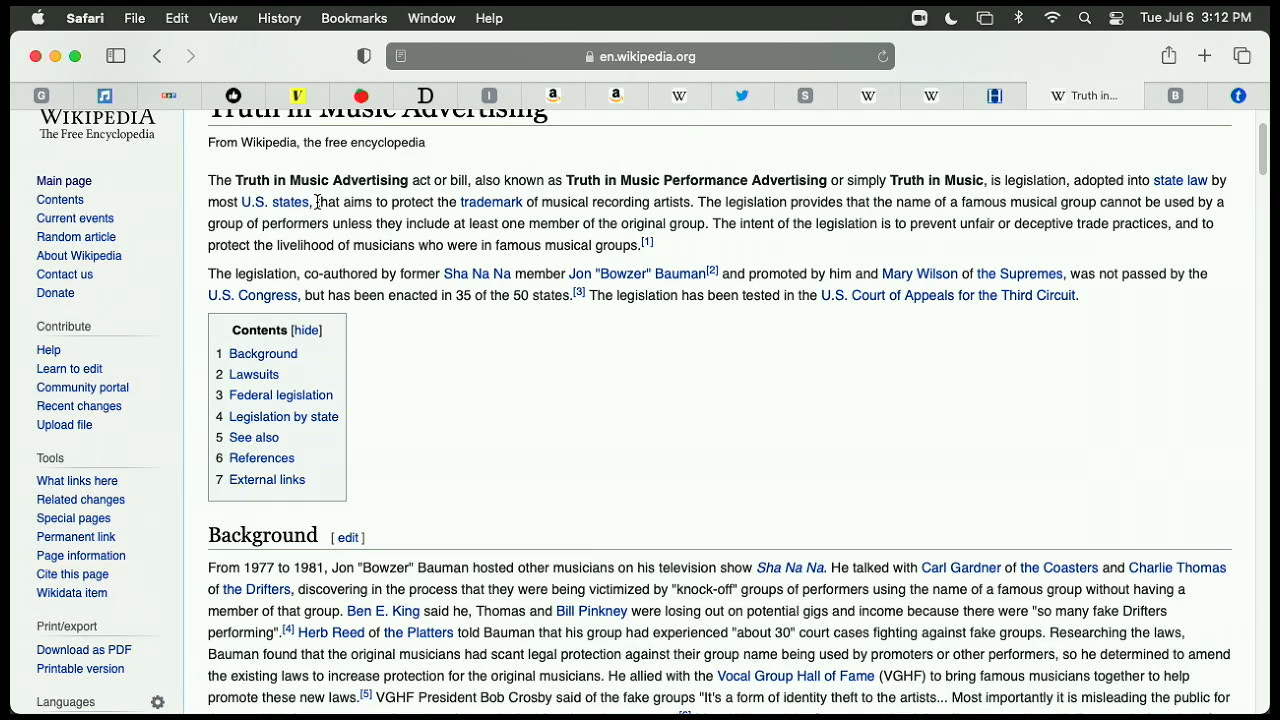 Safari File Edit View History Bookmarks Window Help Tue Jul 6 3:12 PM
en.wikipedia.org
G V D I a a W S W W H W Truth in... B t
WIKIPEDIA
The Free Encyclopedia
Main page
Contents
Current events
Random article
About Wikipedia
Contact us
Donate
Contribute
Help
Learn to edit
Community portal
Recent changes
Upload file
Tools
What links here
Related changes
Special pages
Permanent link
Page information
Cite this page
Wikidata item
Print/export
Download as PDF
Printable version
Languages
Truth in Music Advertising
From Wikipedia, the free encyclopedia
The Truth in Music Advertising act or bill, also known as Truth in Music Performance Advertising or simply Truth in Music, is legislation, adopted into state law by
most U.S. states, that aims to protect the trademark of musical recording artists. The legislation provides that the name of a famous musical group cannot be used by a
group of performers unless they include at least one member of the original group. The intent of the legislation is to prevent unfair or deceptive trade practices, and to
protect the livelihood of musicians who were in famous musical groups.[1]
The legislation, co-authored by former Sha Na Na member Jon "Bowzer" Bauman[2] and promoted by him and Mary Wilson of the Supremes, was not passed by the
U.S. Congress, but has been enacted in 35 of the 50 states.[3] The legislation has been tested in the U.S. Court of Appeals for the Third Circuit.
Contents [hide]
1 Background
2 Lawsuits
3 Federal legislation
4 Legislation by state
5 See also
6 References
7 External links
Background [ edit ]
From 1977 to 1981, Jon "Bowzer" Bauman hosted other musicians on his television show Sha Na Na. He talked with Carl Gardner of the Coasters and Charlie Thomas
of the Drifters, discovering in the process that they were being victimized by "knock-off" groups of performers using the name of a famous group without having a
member of that group. Ben E. King said he, Thomas and Bill Pinkney were losing out on potential gigs and income because there were "so many fake Drifters
performing".[4] Herb Reed of the Platters told Bauman that his group had experienced "about 30" court cases fighting against fake groups. Researching the laws,
Bauman found that the original musicians had scant legal protection against their group name being used by promoters or other performers, so he determined to amend
the existing laws to increase protection for the original musicians. He allied with the Vocal Group Hall of Fame (VGHF) to bring famous musicians together to help
promote these new laws.[5] VGHF President Bob Crosby said of the fake groups "It's a form of identity theft to the artists... Most importantly it is misleading the public for